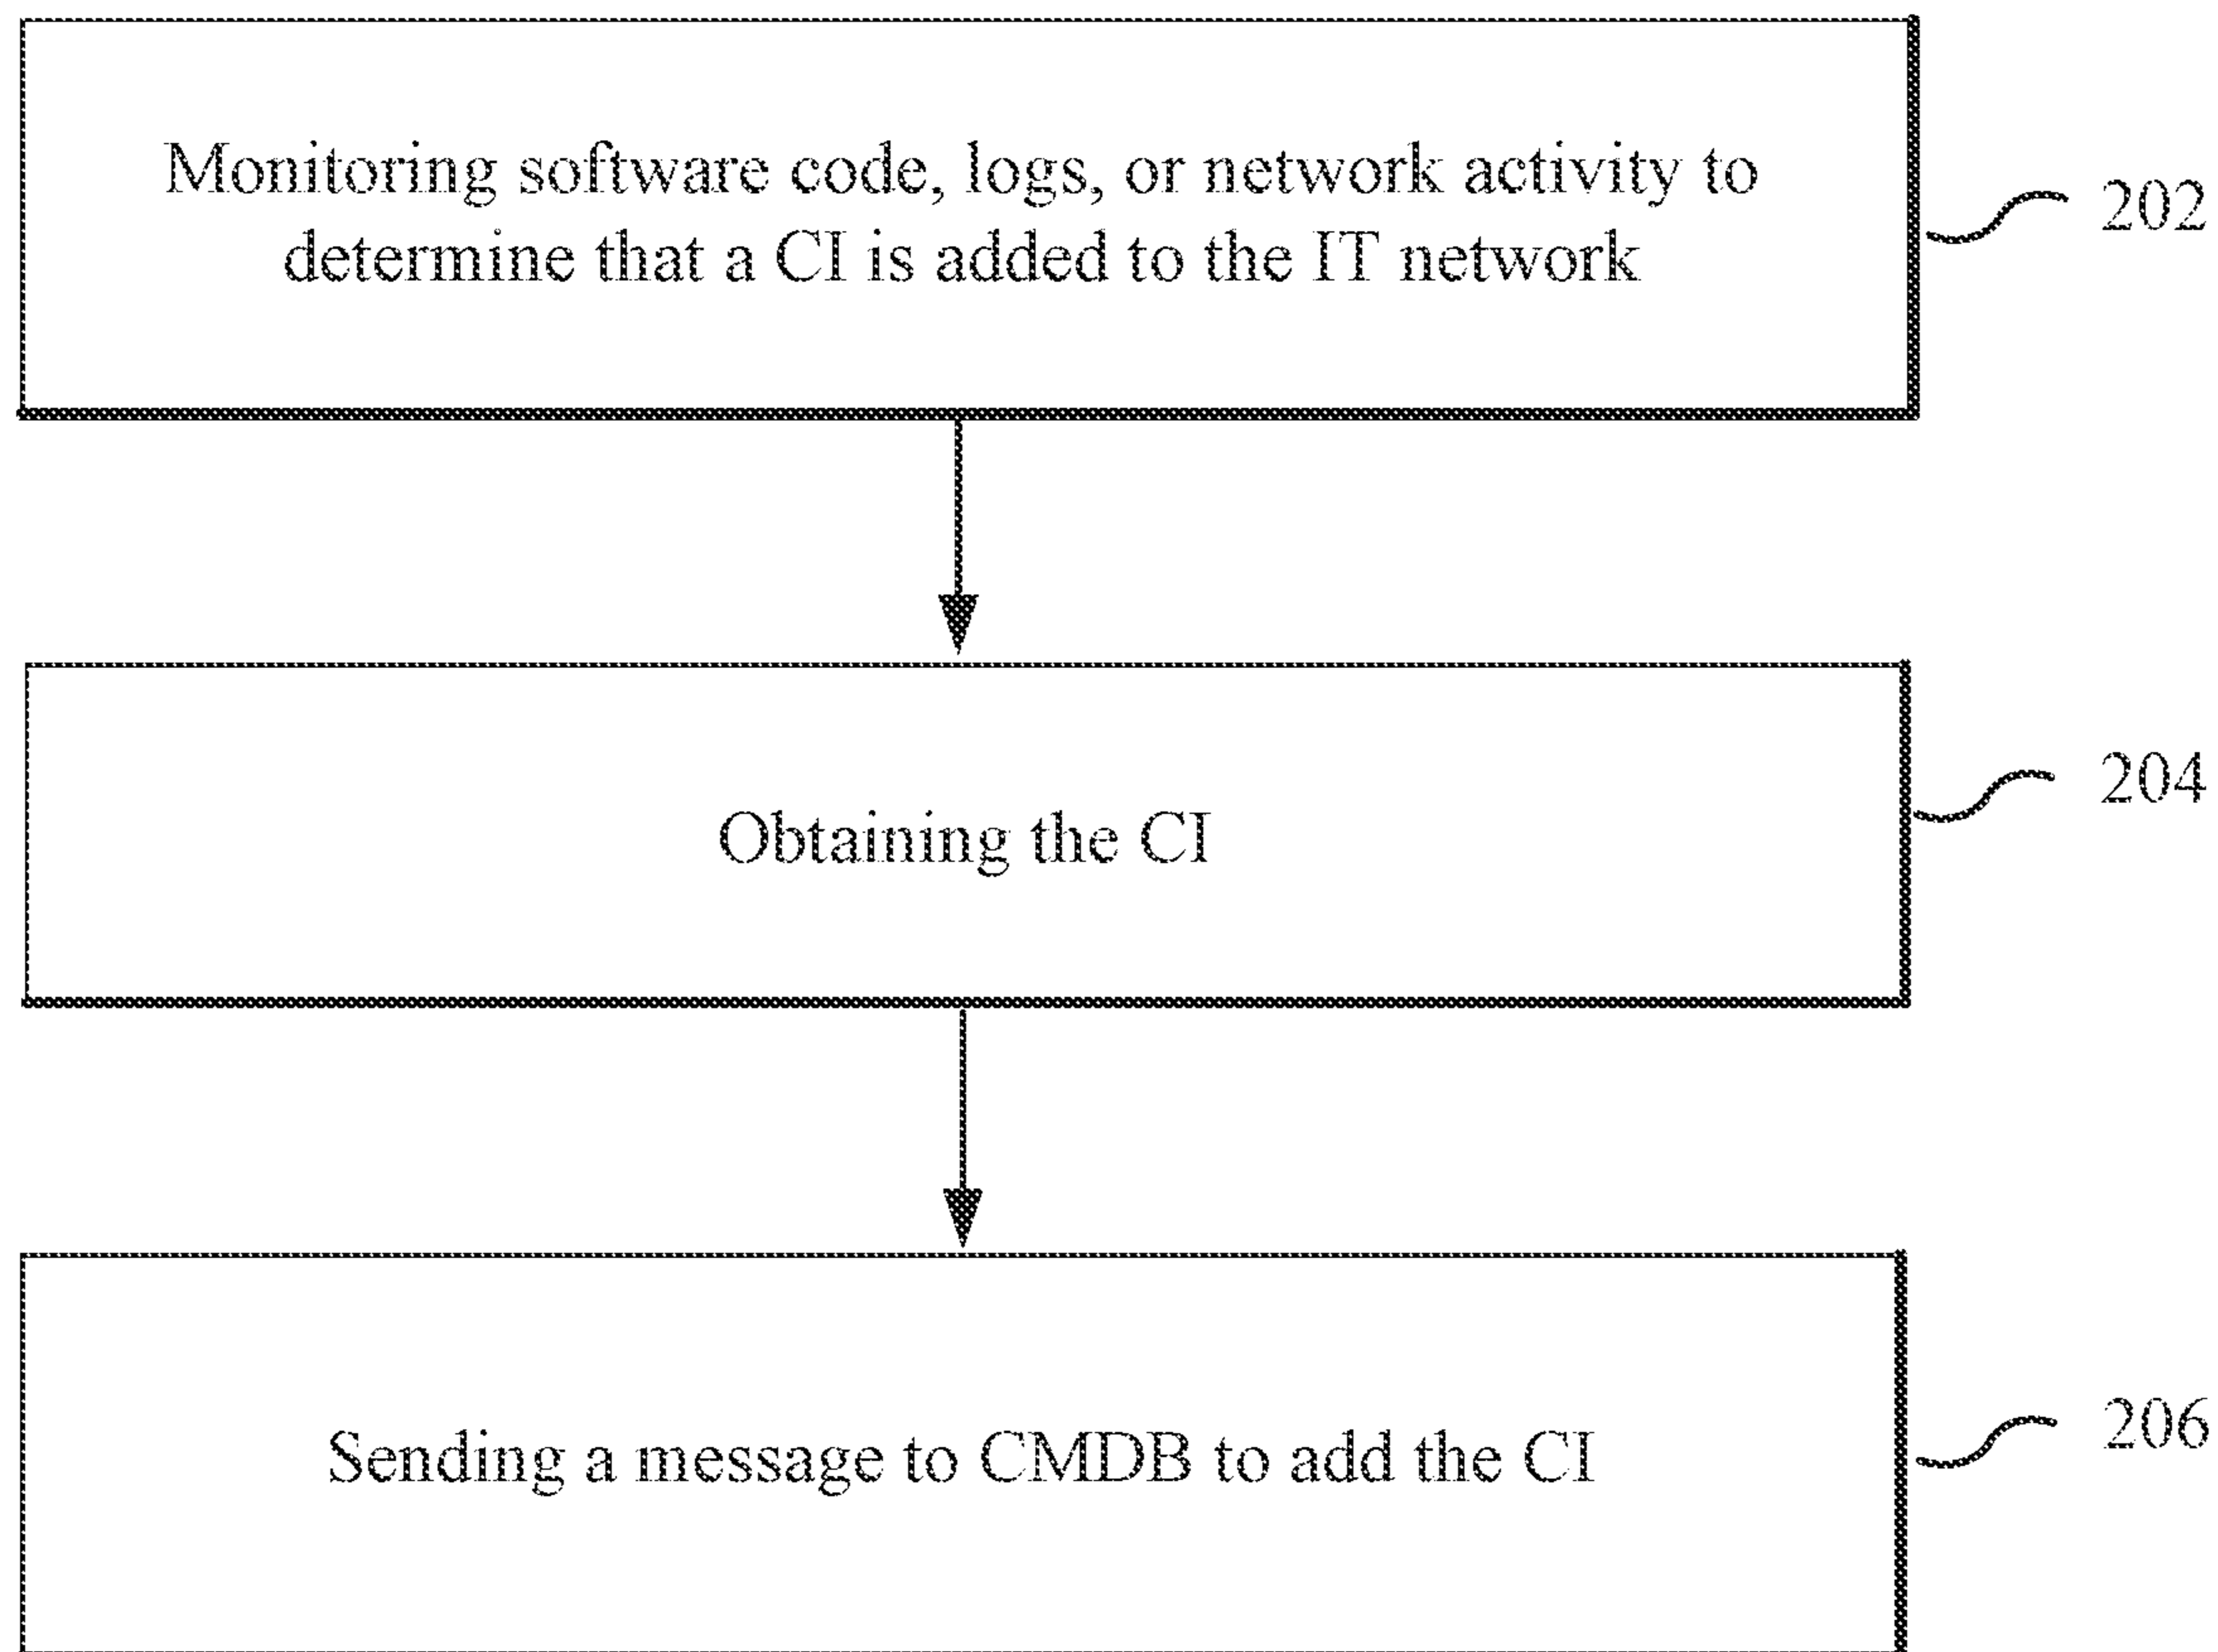 Monitoring software code, logs, or network activity to
determine that a CI is added to the IT network
202
Obtaining the CI
204
Sending a message to CMDB to add the CI
206